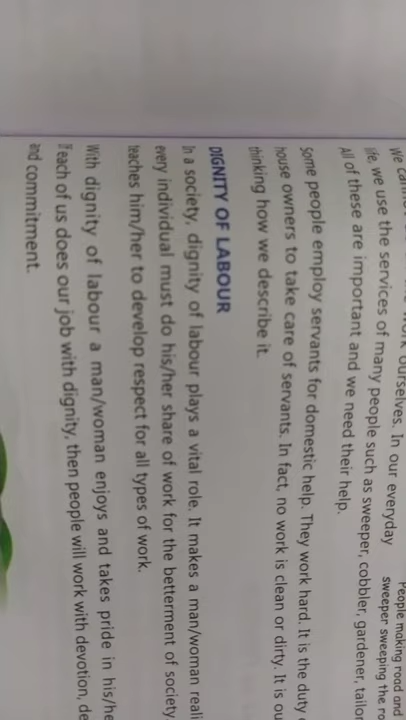 People making road and
sweeper sweeping the ro
ourselves. In our everyday
life, we use the services of many people such as sweeper, cobbler, gardener, tailor
All of these are important and we need their help.
Some people employ servants for domestic help. They work hard. It is the duty
house owners to take care of servants. In fact, no work is clean or dirty. It is ou
thinking how we describe it.
DIGNITY OF LABOUR
In a society, dignity of labour plays a vital role. It makes a man/woman reali
every individual must do his/her share of work for the betterment of society
teaches him/her to develop respect for all types of work.
With dignity of labour a man/woman enjoys and takes pride in his/he
If each of us does our job with dignity, then people will work with devotion, de
and commitment.